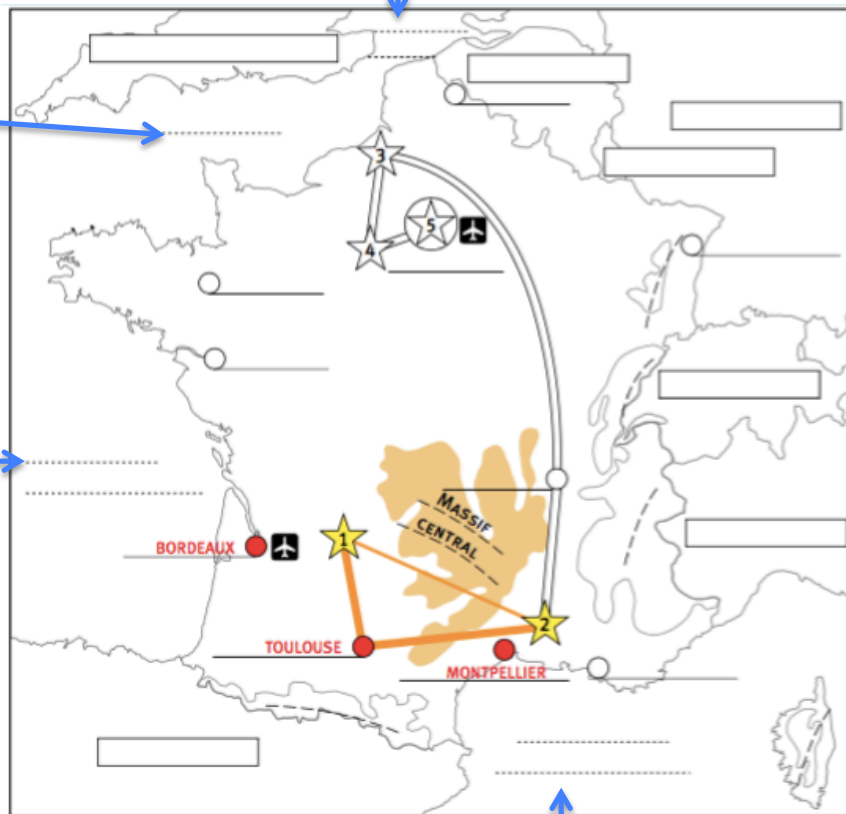 3
5
4
MASSIF
CENTRAL
1
BORDEAUX
2
TOULOUSE
MONTPELLIER